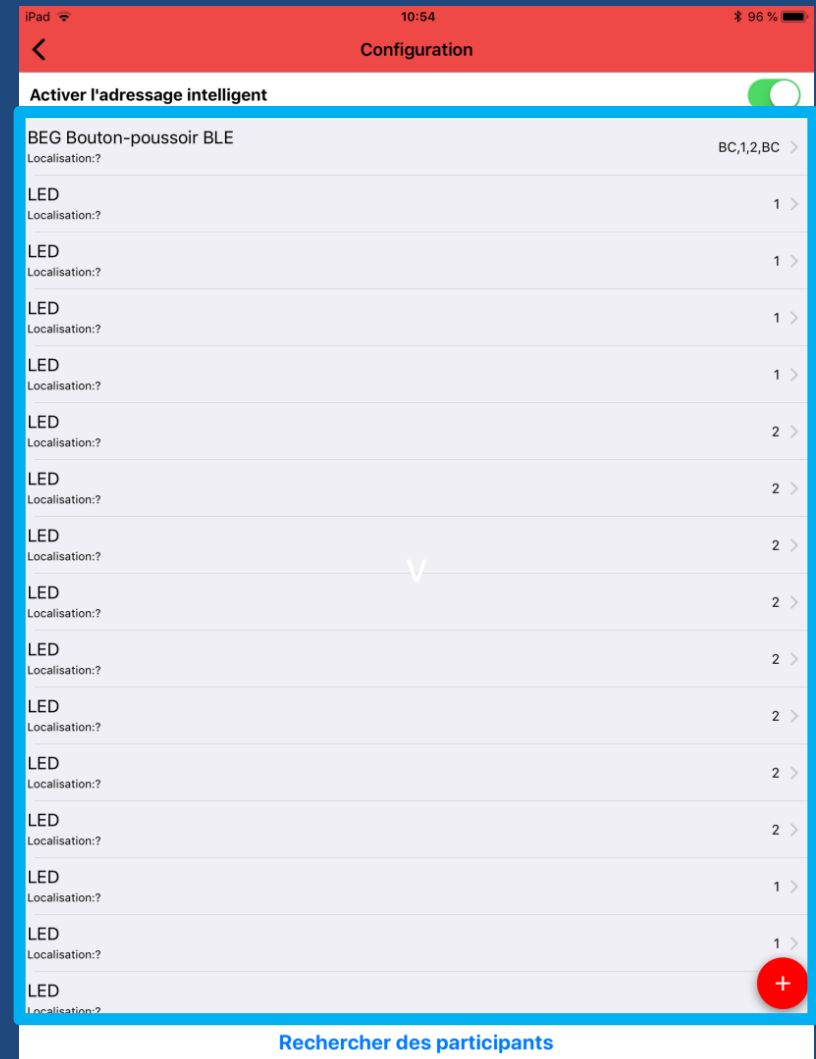 iPad 10:54 96 %
Configuration
Activer l'adressage intelligent
BEG Bouton-poussoir BLE
BC,1,2,BC
Localisation:?
LED
1
Localisation:?
LED
1
Localisation:?
LED
1
Localisation:?
LED
1
Localisation:?
LED
2
Localisation:?
LED
2
Localisation:?
LED
2
Localisation:?
V
LED
2
Localisation:?
LED
2
Localisation:?
LED
2
Localisation:?
LED
2
Localisation:?
LED
2
Localisation:?
LED
1
Localisation:?
LED
1
Localisation:?
LED
+
Localisation:?
Rechercher des participants